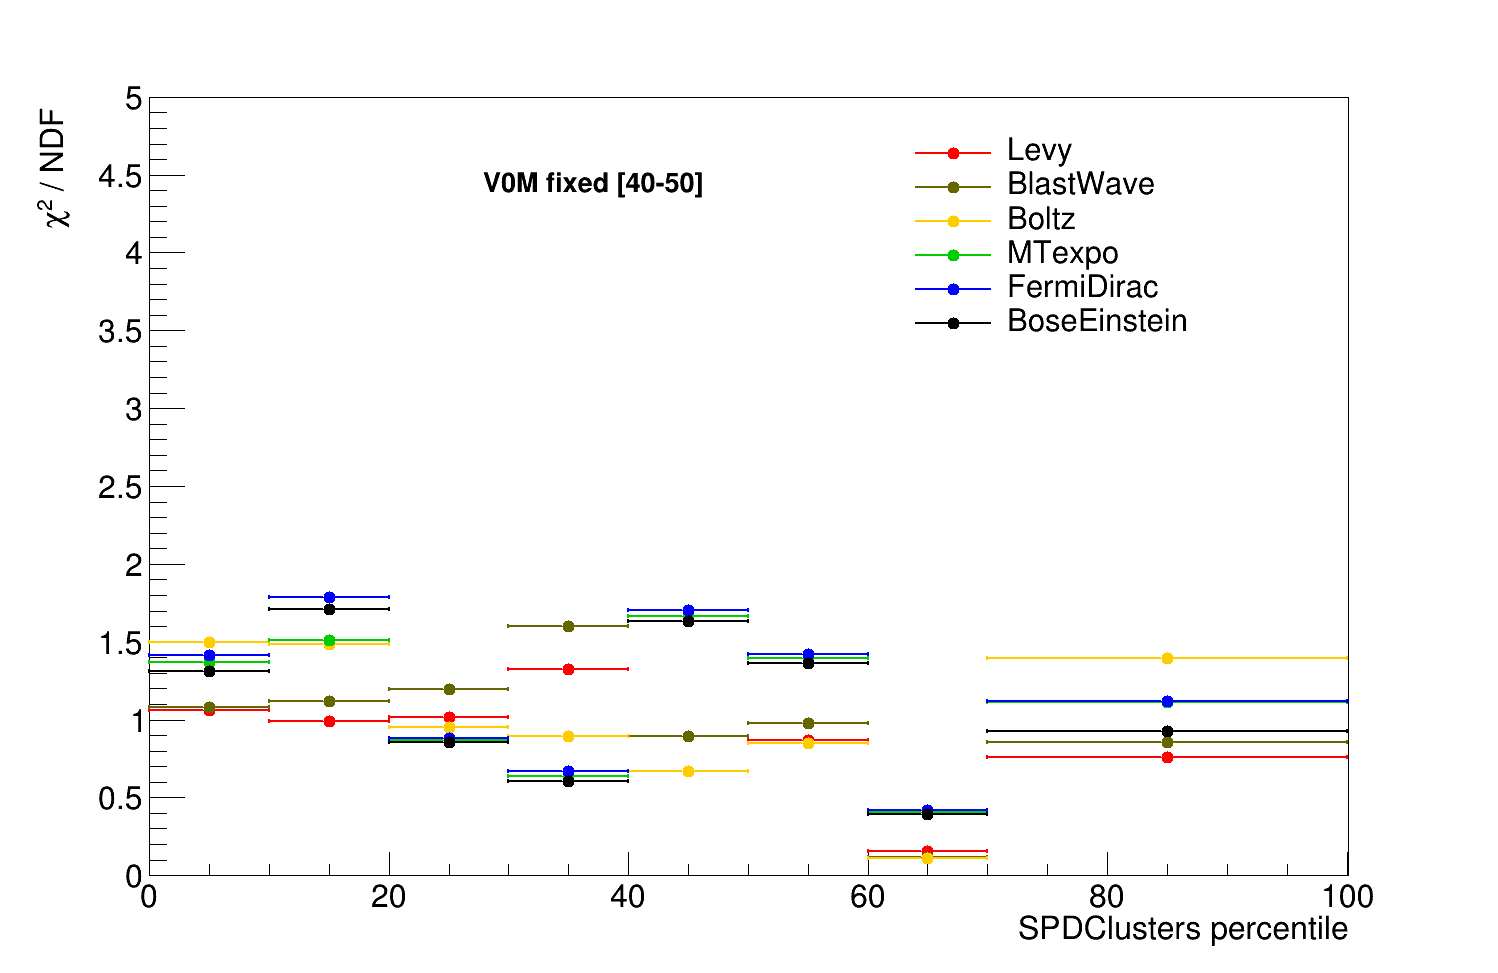 χ² / NDF
5
4.5
4
3.5
3
2.5
2
1.5
1
0.5
0
V0M fixed [40-50]
Levy
BlastWave
Boltz
MTexpo
FermiDirac
BoseEinstein
0 20 40 60 80 100
SPDClusters percentile